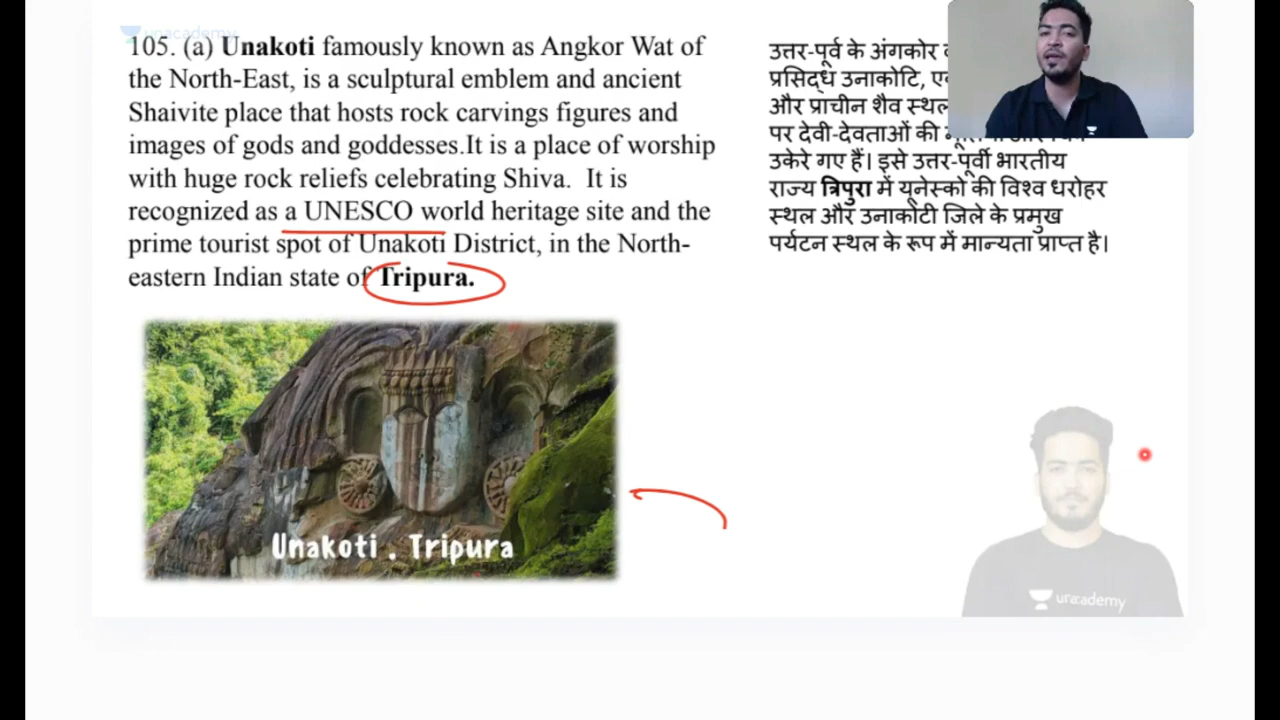 unacademy
105. (a) Unakoti famously known as Angkor Wat of
the North-East, is a sculptural emblem and ancient
Shaivite place that hosts rock carvings figures and
images of gods and goddesses.It is a place of worship
with huge rock reliefs celebrating Shiva. It is
recognized as a UNESCO world heritage site and the
prime tourist spot of Unakoti District, in the North-
eastern Indian state of Tripura.
उत्तर-पूर्व के अंगकोर
प्रसिद्ध उनाकोटि,
और प्राचीन शैव
पर देवी-देवताओं की
उकेरे गए हैं। इसे उत्तर-पूर्वी भारतीय
राज्य त्रिपुरा में यूनेस्को की विश्व धरोहर
स्थल और उनाकोटी जिले के प्रमुख
पर्यटन स्थल के रूप में मान्यता प्राप्त है।
Unakoti . Tripura
unacademy